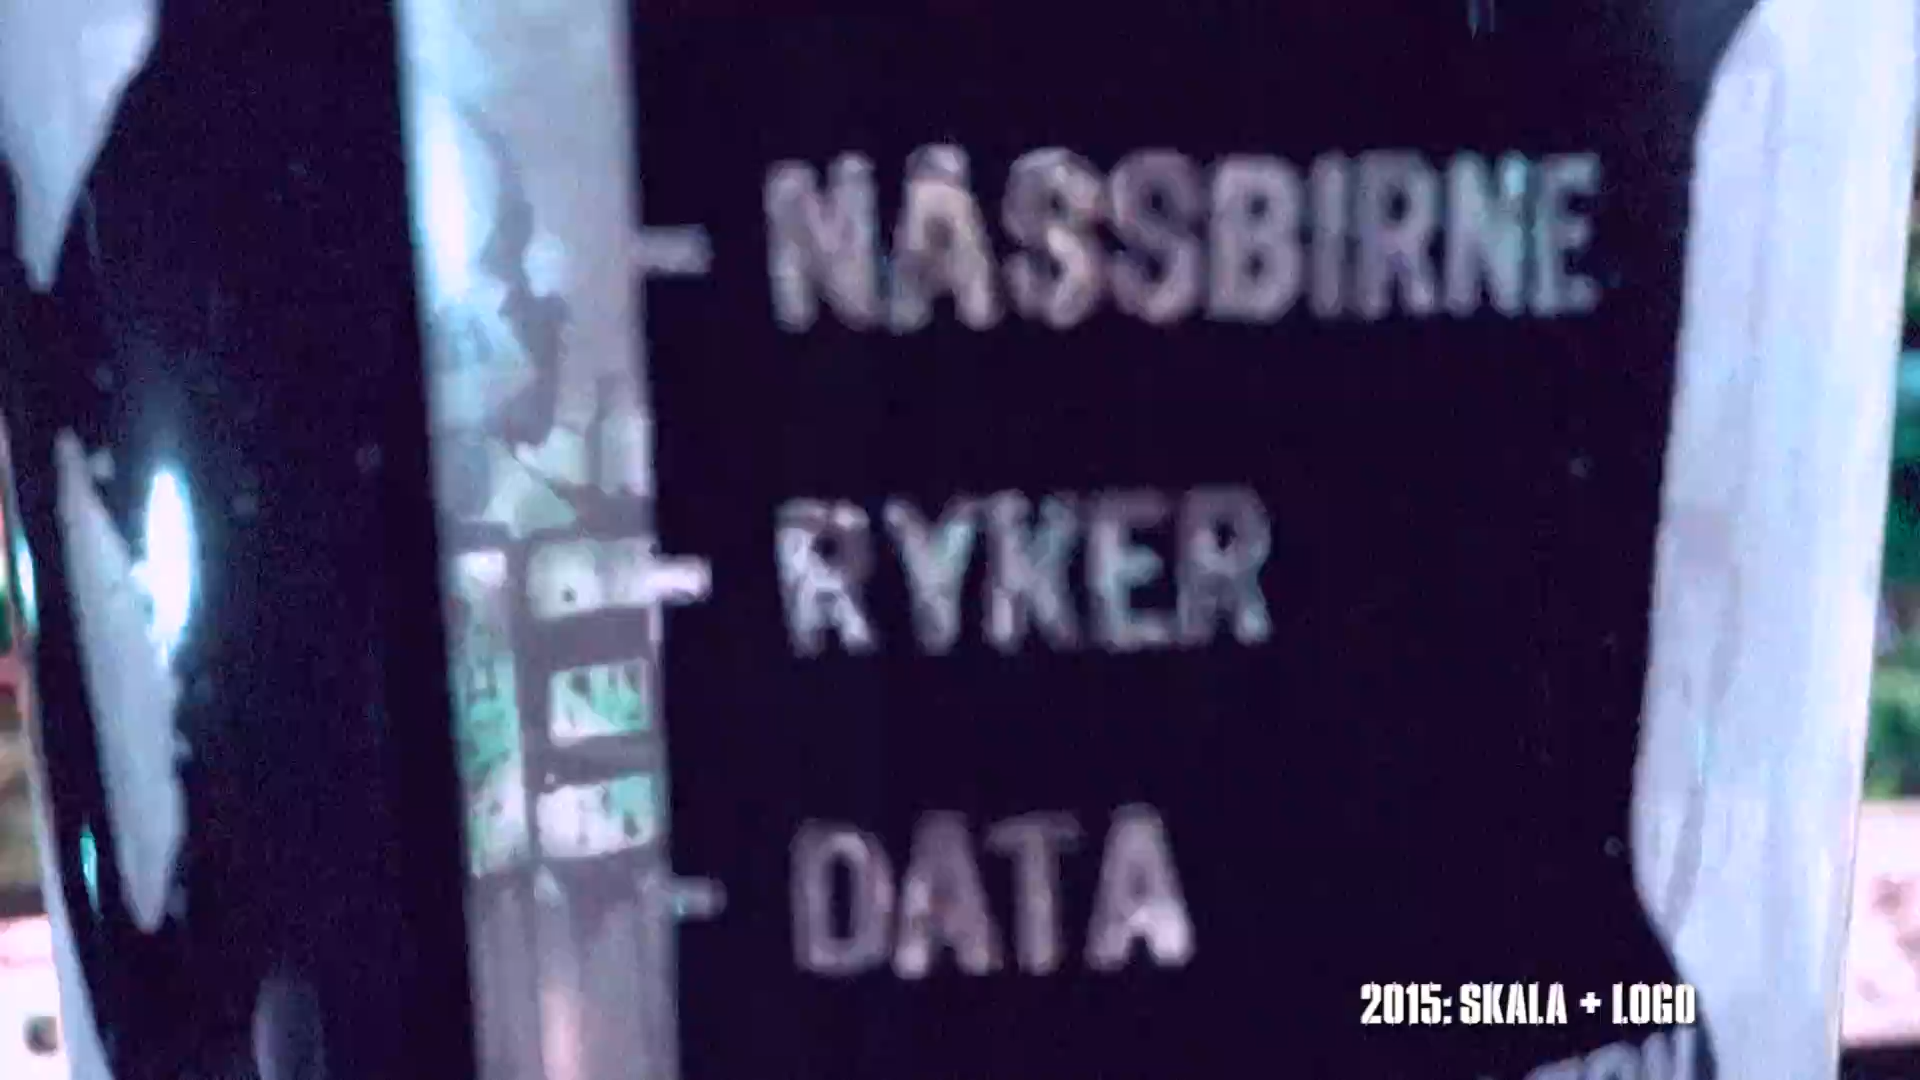 NASSBIRNE
RYKER
DATA
2015: SKALA + LOGO